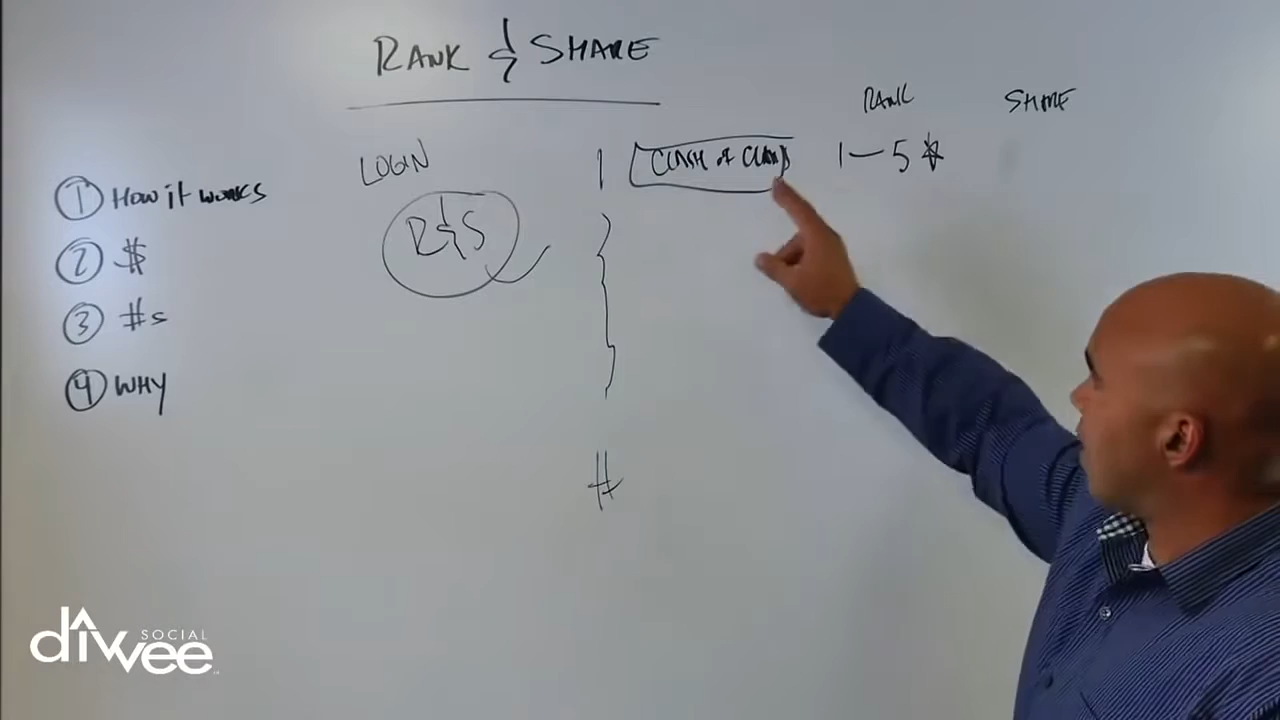 RANK & SHARE
RANK SHARE
LOGIN 1 CLASH of CLANS 1-5☆
① How it works R&S
② $
③ #s
④ WHY
#
SOCIAL
divvee